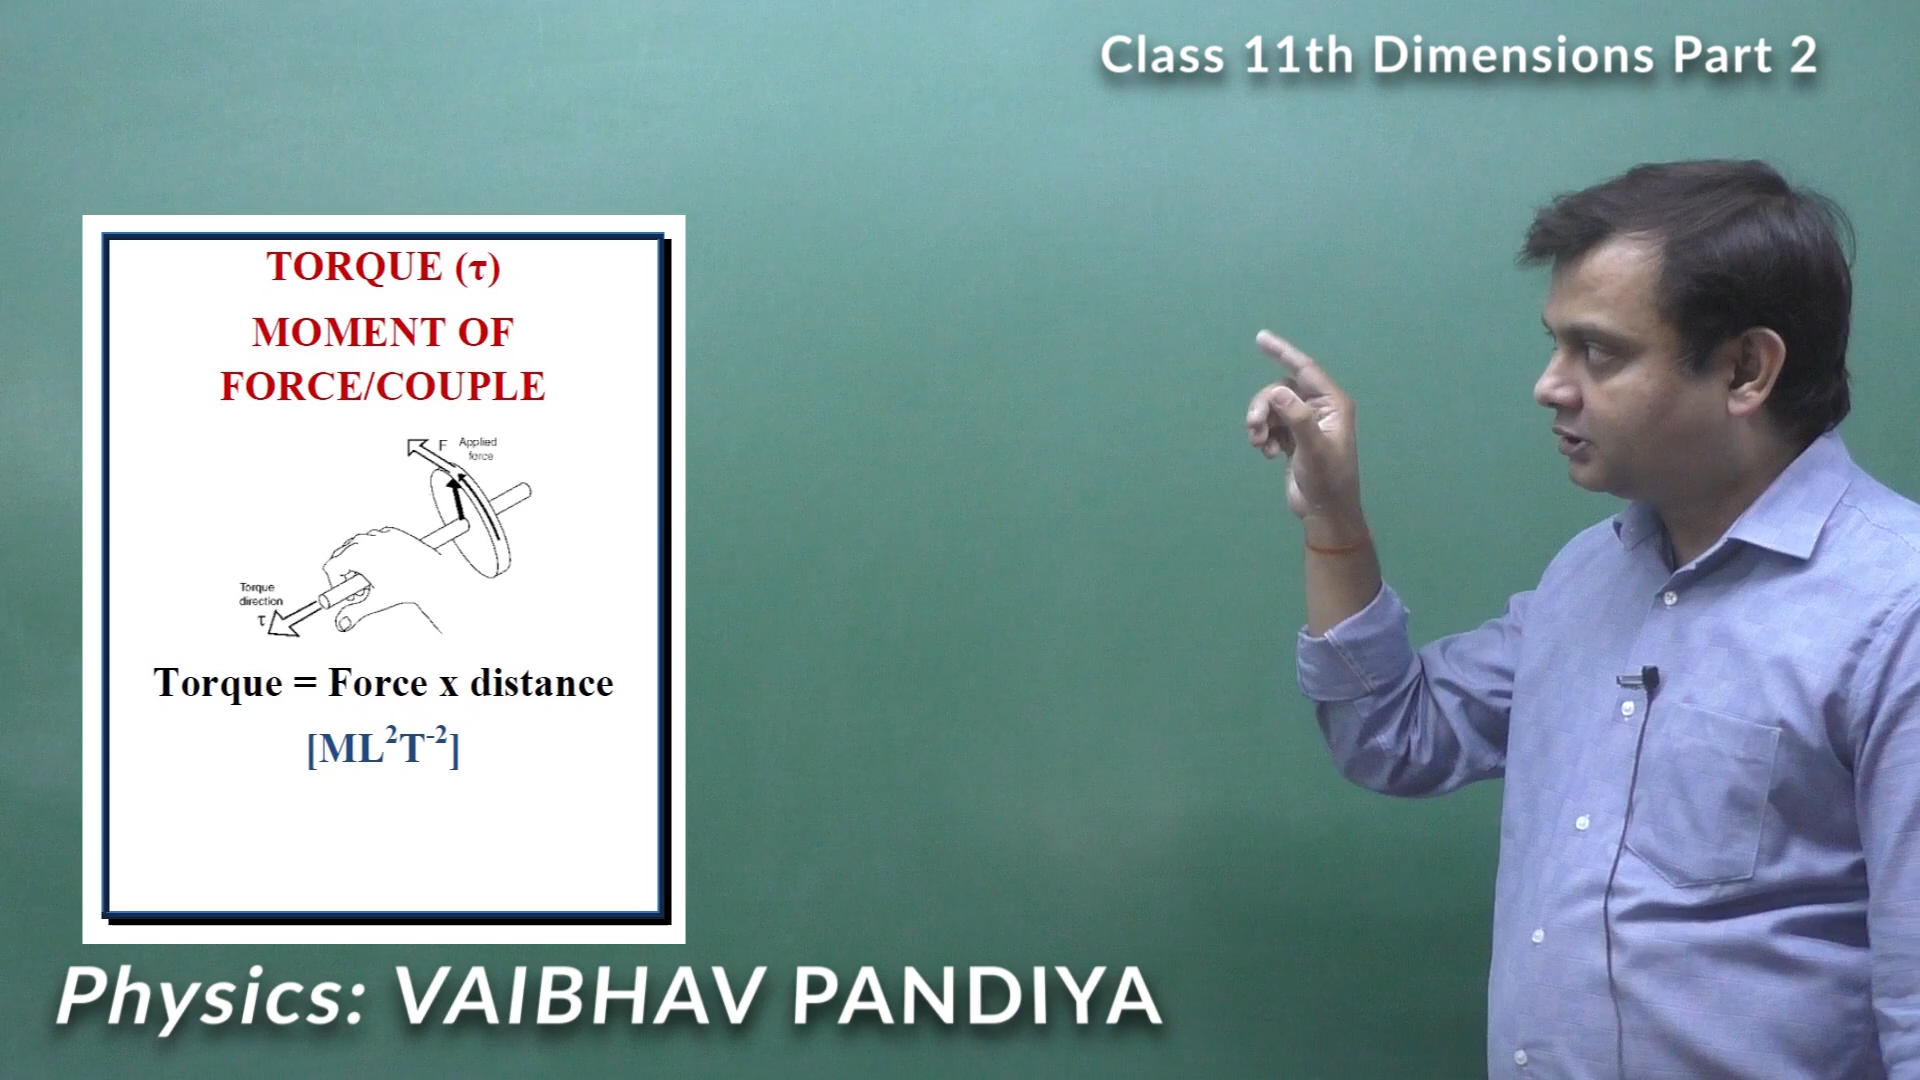 Class 11th Dimensions Part 2
TORQUE (τ)
MOMENT OF
FORCE/COUPLE
F Applied
force
Torque
direction
τ
Torque = Force x distance
[ML²T⁻²]
Physics: VAIBHAV PANDIYA